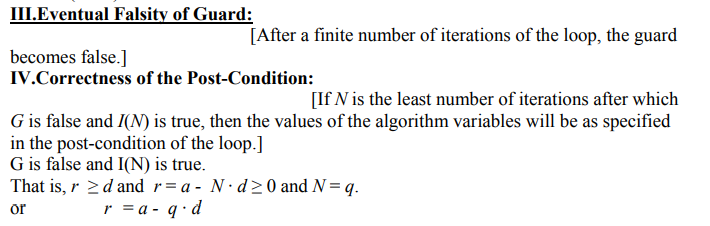 III.Eventual Falsity of Guard:
[After a finite number of iterations of the loop, the guard
becomes false.]
IV.Correctness of the Post-Condition:
[If N is the least number of iterations after which
G is false and I(N) is true, then the values of the algorithm variables will be as specified
in the post-condition of the loop.]
G is false and I(N) is true.
That is, r ≥ d and r = a - N · d ≥ 0 and N = q.
or r = a - q · d